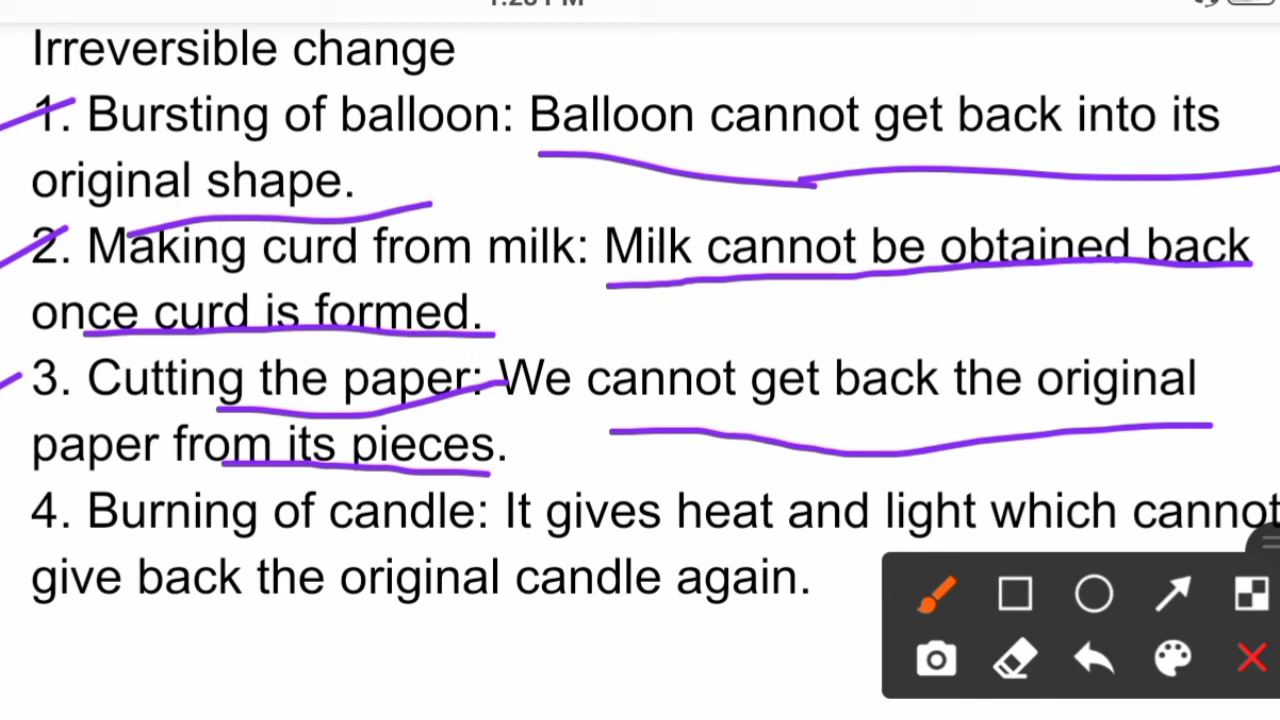 Irreversible change
1. Bursting of balloon: Balloon cannot get back into its
original shape.
2. Making curd from milk: Milk cannot be obtained back
once curd is formed.
3. Cutting the paper: We cannot get back the original
paper from its pieces.
4. Burning of candle: It gives heat and light which cannot
give back the original candle again.